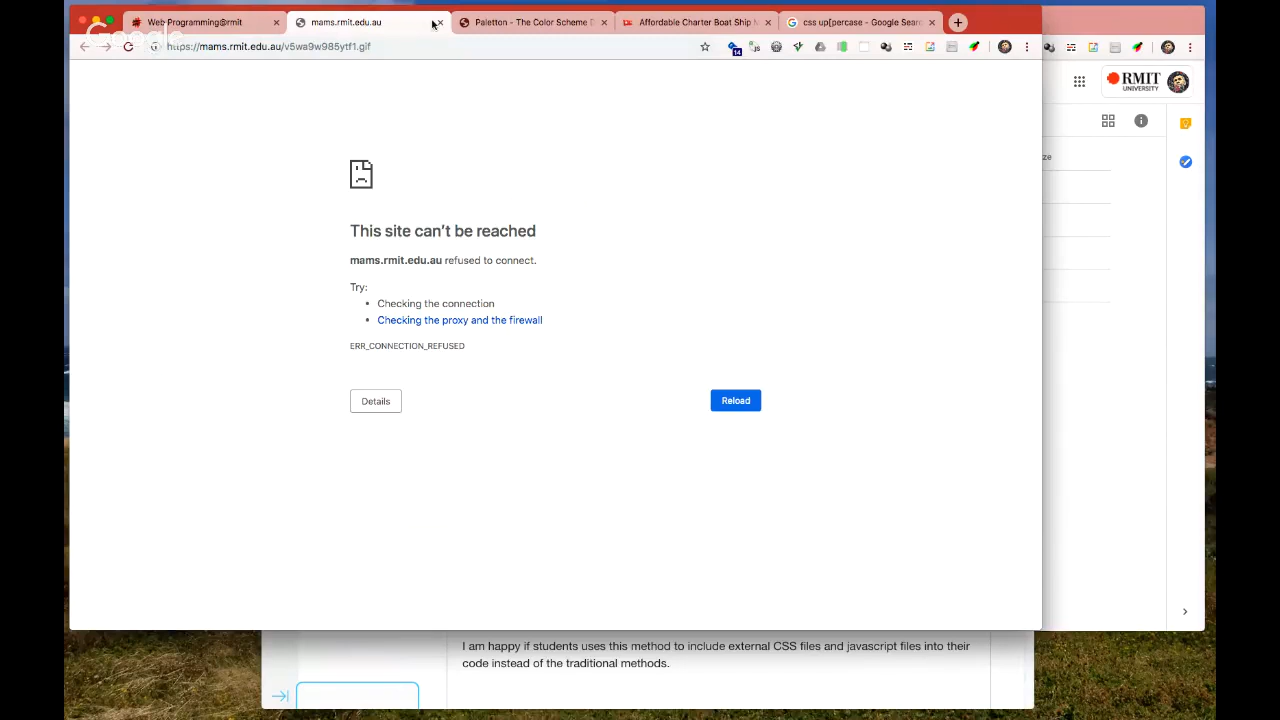 Web Programming@rmit
mams.rmit.edu.au
Paletton - The Color Scheme D
Affordable Charter Boat Ship M
css up[percase - Google Sear
Google
https://mams.rmit.edu.au/v5wa9w985ytf1.gif
14
RMIT
UNIVERSITY
ze
This site can't be reached
mams.rmit.edu.au refused to connect.
Try:
• Checking the connection
• Checking the proxy and the firewall
ERR_CONNECTION_REFUSED
Details
Reload
I am happy if students uses this method to include external CSS files and javascript files into their
code instead of the traditional methods.